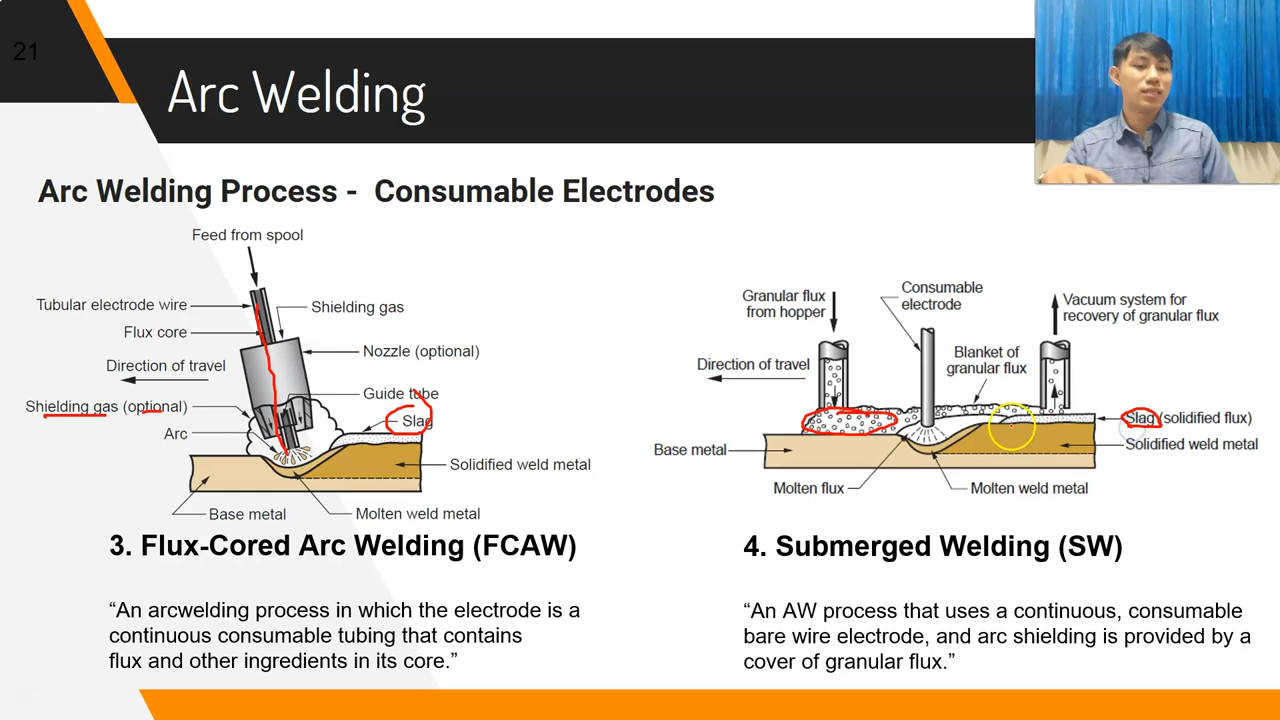 21
Arc Welding
Arc Welding Process - Consumable Electrodes
Feed from spool
Tubular electrode wire
Shielding gas
Flux core
Nozzle (optional)
Direction of travel
Guide tube
Shielding gas (optional)
Slag
Arc
Solidified weld metal
Base metal
Molten weld metal
3. Flux-Cored Arc Welding (FCAW)
“An arcwelding process in which the electrode is a
continuous consumable tubing that contains
flux and other ingredients in its core.”
Granular flux
from hopper
Consumable
electrode
Vacuum system for
recovery of granular flux
Direction of travel
Blanket of
granular flux
Slag (solidified flux)
Base metal
Solidified weld metal
Molten flux
Molten weld metal
4. Submerged Welding (SW)
“An AW process that uses a continuous, consumable
bare wire electrode, and arc shielding is provided by a
cover of granular flux.”